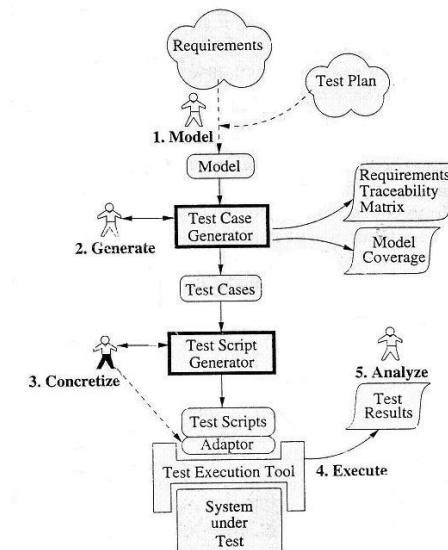 Requirements
Test Plan
1. Model
Model
Requirements
Traceability
Matrix
Test Case
Generator
2. Generate
Model
Coverage
Test Cases
Test Script
Generator
5. Analyze
3. Concretize
Test
Results
Test Scripts
Adaptor
Test Execution Tool
4. Execute
System
under
Test